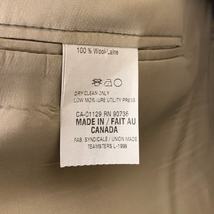 100 % Wool-Laine
DRY CLEAN ONLY
LOW MOISTURE UTILITY PRESS
CA-01129 RN 90736
MADE IN / FAIT AU
CANADA
FAB. SYNDICALE / UNION MADE
TEAMSTERS L-1999